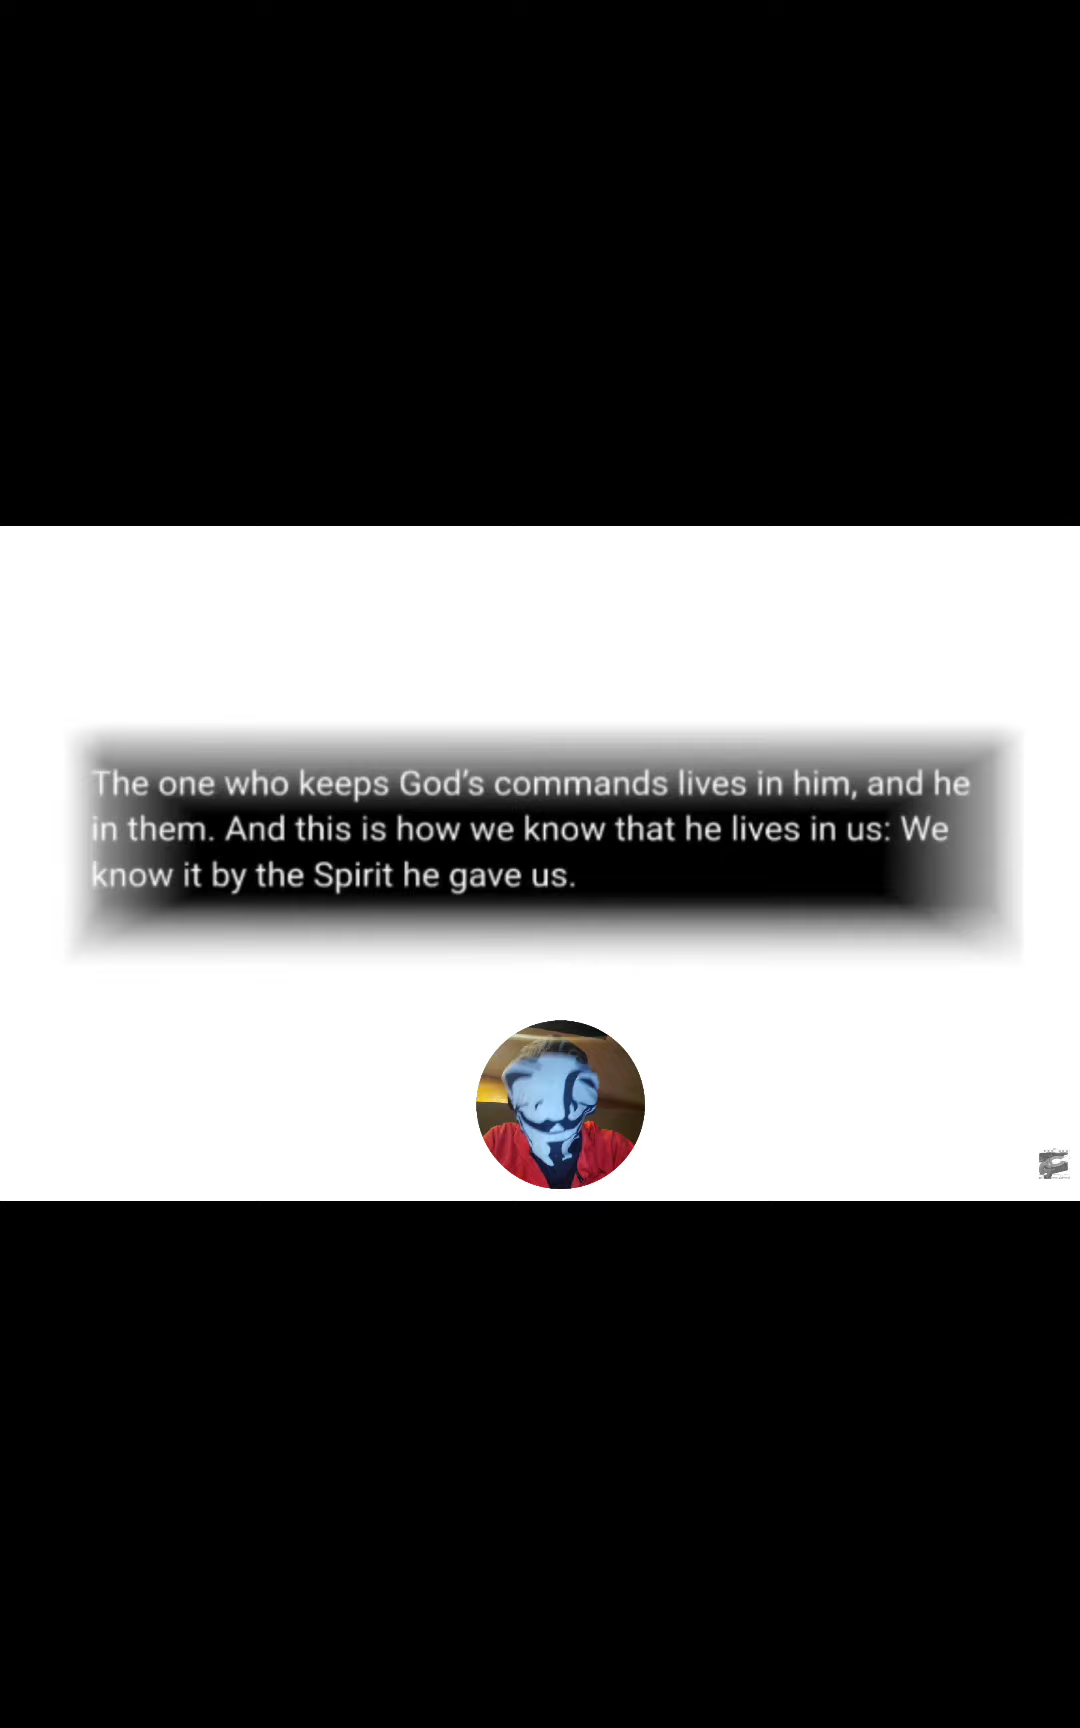 The one who keeps God’s commands lives in him, and he
in them. And this is how we know that he lives in us: We
know it by the Spirit he gave us.